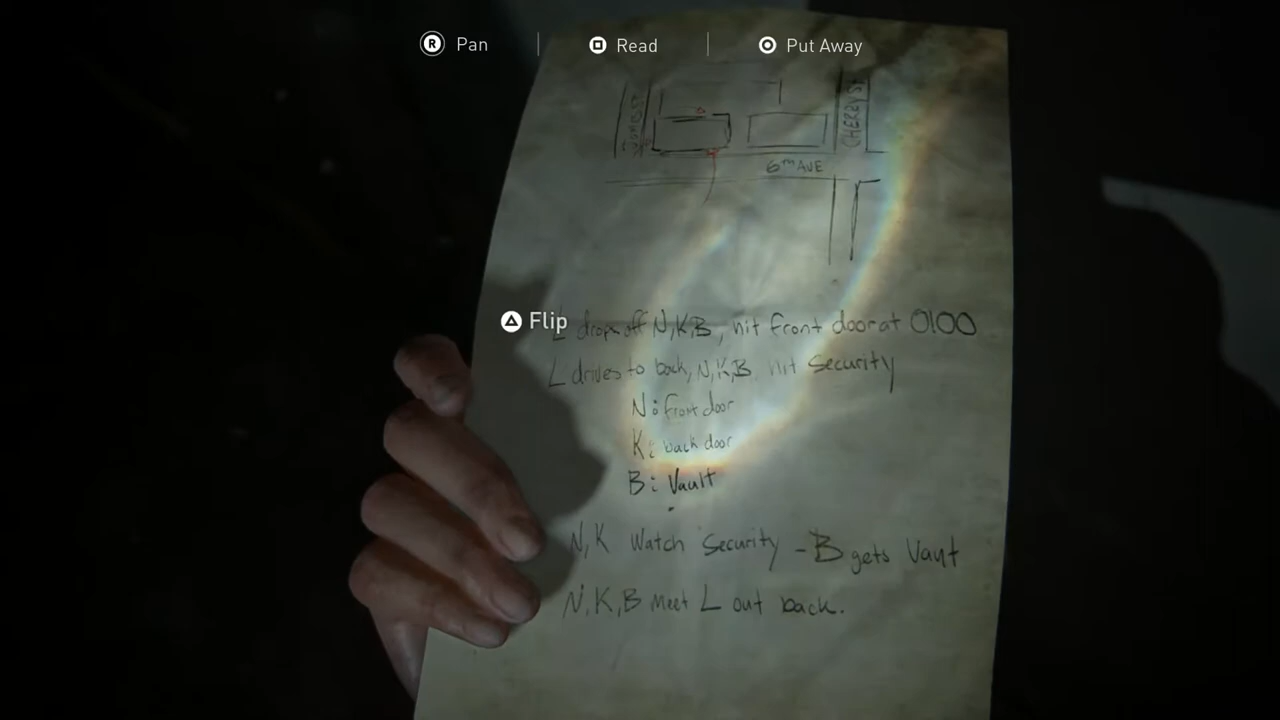 R Pan
Read
Put Away
CHERRY St
6TH AVE
Flip
L drops off N,K,B, hit front door at 0100
L drives to back, N,K,B hit Security
N: front door
K: back door
B: Vault
N,K Watch Security - B gets Vault
N,K,B Meet L out back.